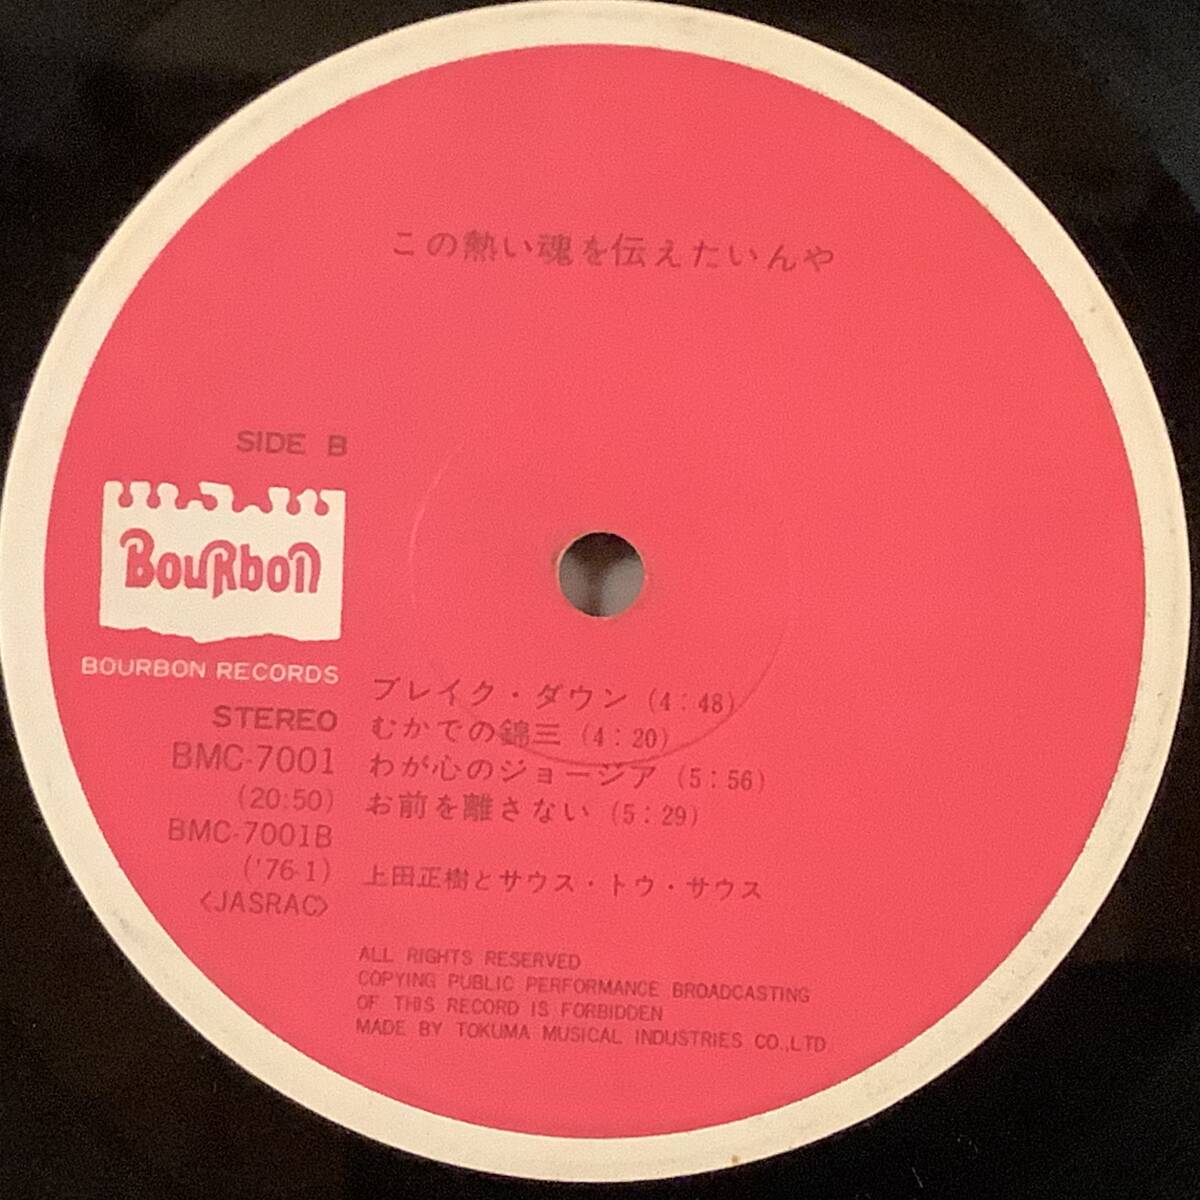 この熱い魂を伝えたいんや
SIDE B
BouRbon
BOURBON RECORDS
STEREO
BMC-7001
(20:50)
BMC-7001B
('76-1)
<JASRAC>
ブレイク・ダウン (4:48)
むかでの錦三 (4:20)
わが心のジョージア (5:56)
お前を離さない (5:29)
上田正樹とサウス・トゥ・サウス
ALL RIGHTS RESERVED
COPYING PUBLIC PERFORMANCE BROADCASTING
OF THIS RECORD IS FORBIDDEN
MADE BY TOKUMA MUSICAL INDUSTRIES CO.,LTD